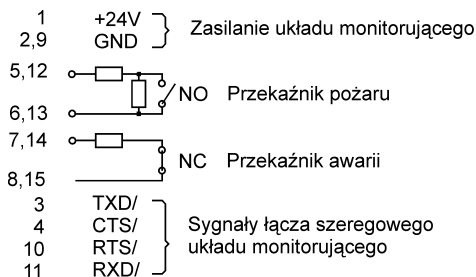 1 +24V
2,9 GND
Zasilanie układu monitorującego
5,12
NO Przekaźnik pożaru
6,13
7,14
NC Przekaźnik awarii
8,15
3 TXD/
4 CTS/ Sygnały łącza szeregowego
10 RTS/ układu monitorującego
11 RXD/